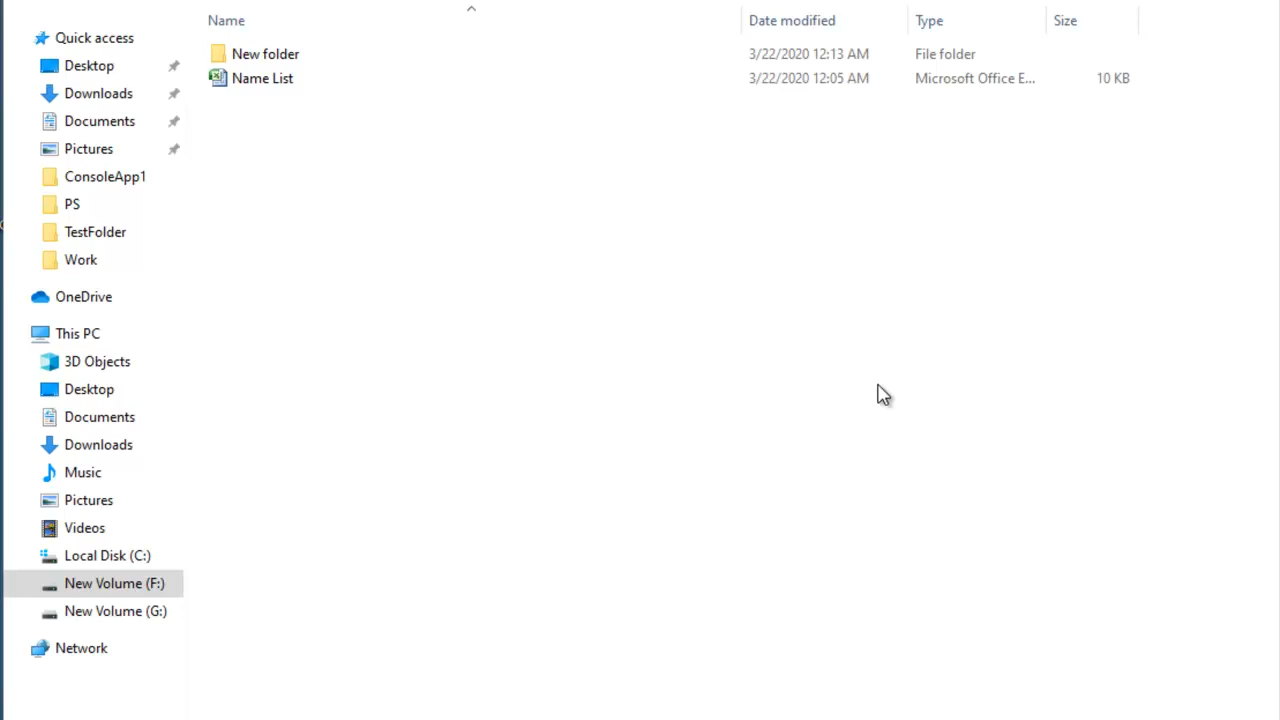 Name Date modified Type Size
New folder 3/22/2020 12:13 AM File folder
Name List 3/22/2020 12:05 AM Microsoft Office E... 10 KB
Quick access
Desktop
Downloads
Documents
Pictures
ConsoleApp1
PS
TestFolder
Work
OneDrive
This PC
3D Objects
Desktop
Documents
Downloads
Music
Pictures
Videos
Local Disk (C:)
New Volume (F:)
New Volume (G:)
Network